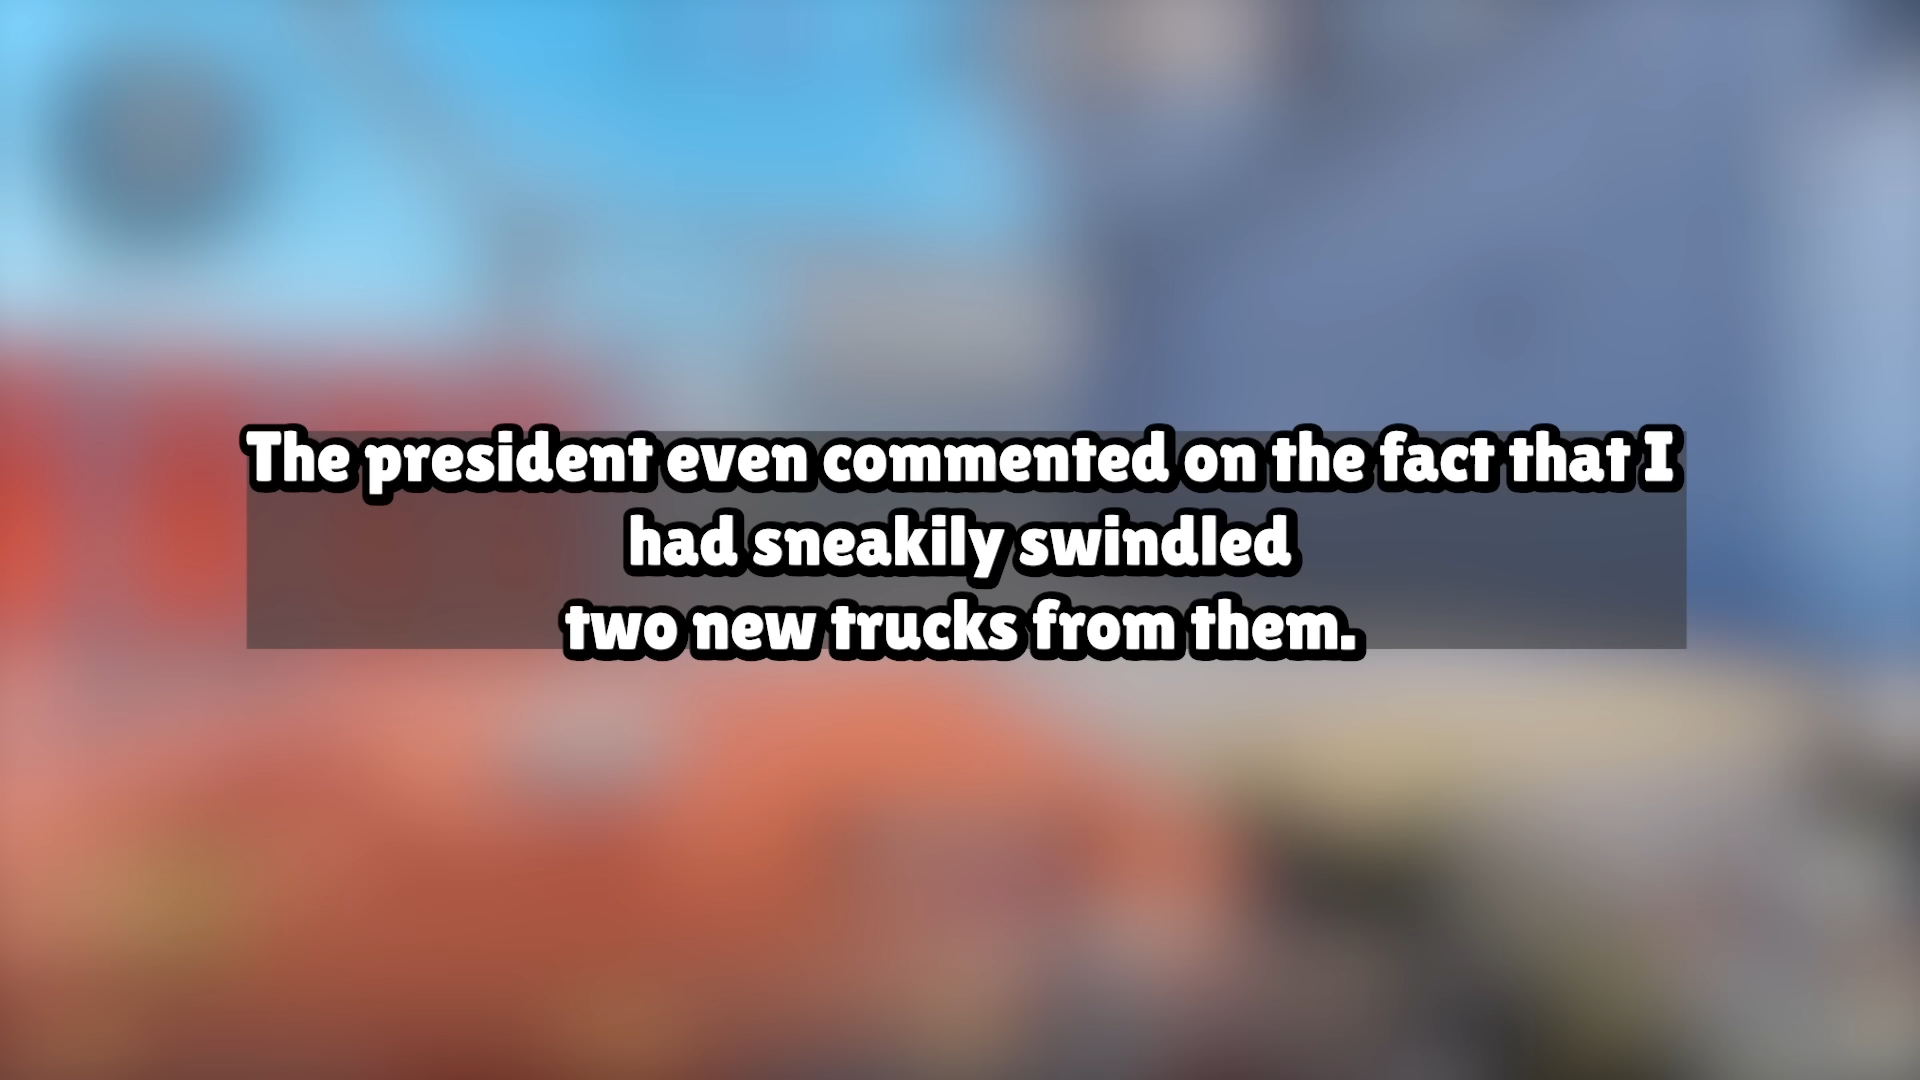 The president even commented on the fact that I
had sneakily swindled
two new trucks from them.